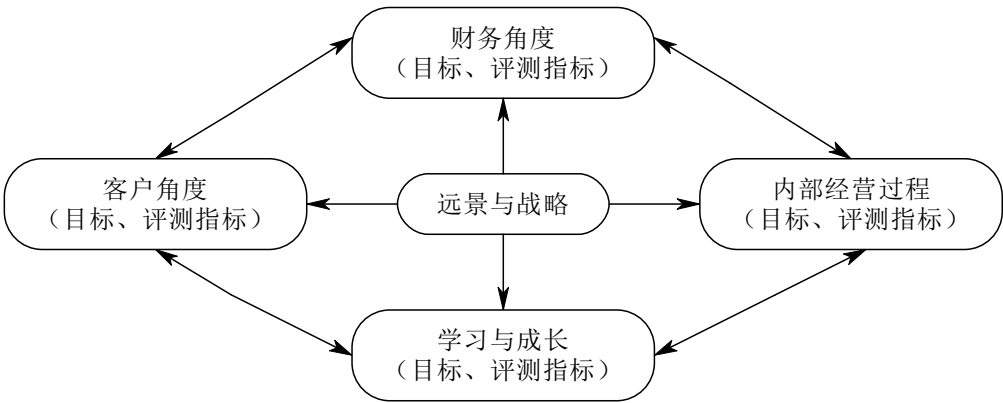 财务角度
（目标、评测指标）
客户角度
（目标、评测指标）
远景与战略
内部经营过程
（目标、评测指标）
学习与成长
（目标、评测指标）